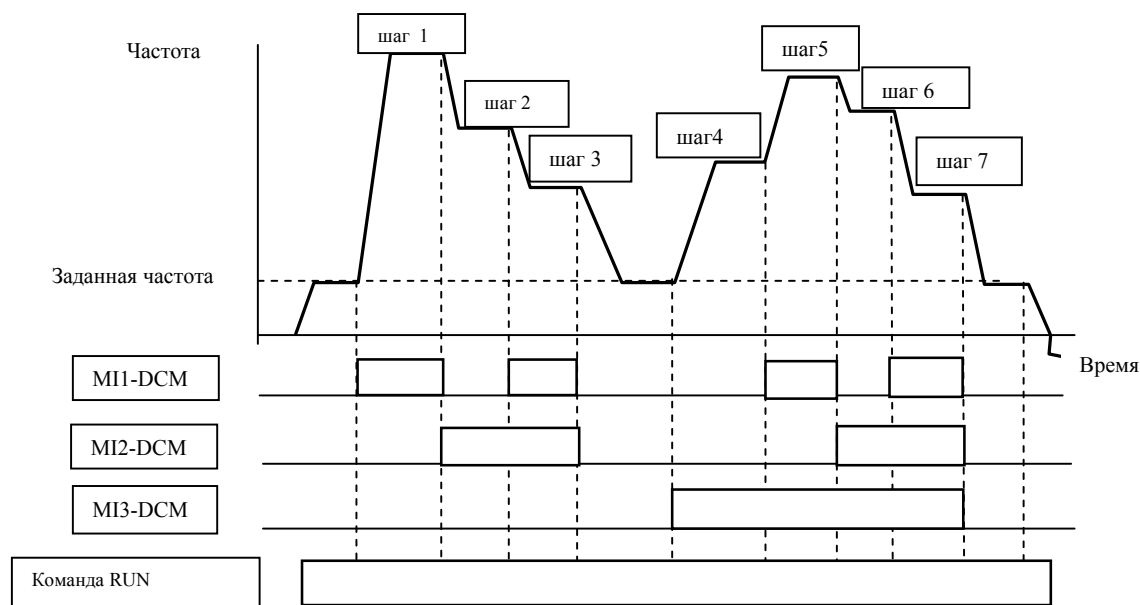 Частота
шаг 1
шаг 2
шаг 3
шаг4
шаг5
шаг 6
шаг 7
Заданная частота
Время
MI1-DCM
MI2-DCM
MI3-DCM
Команда RUN